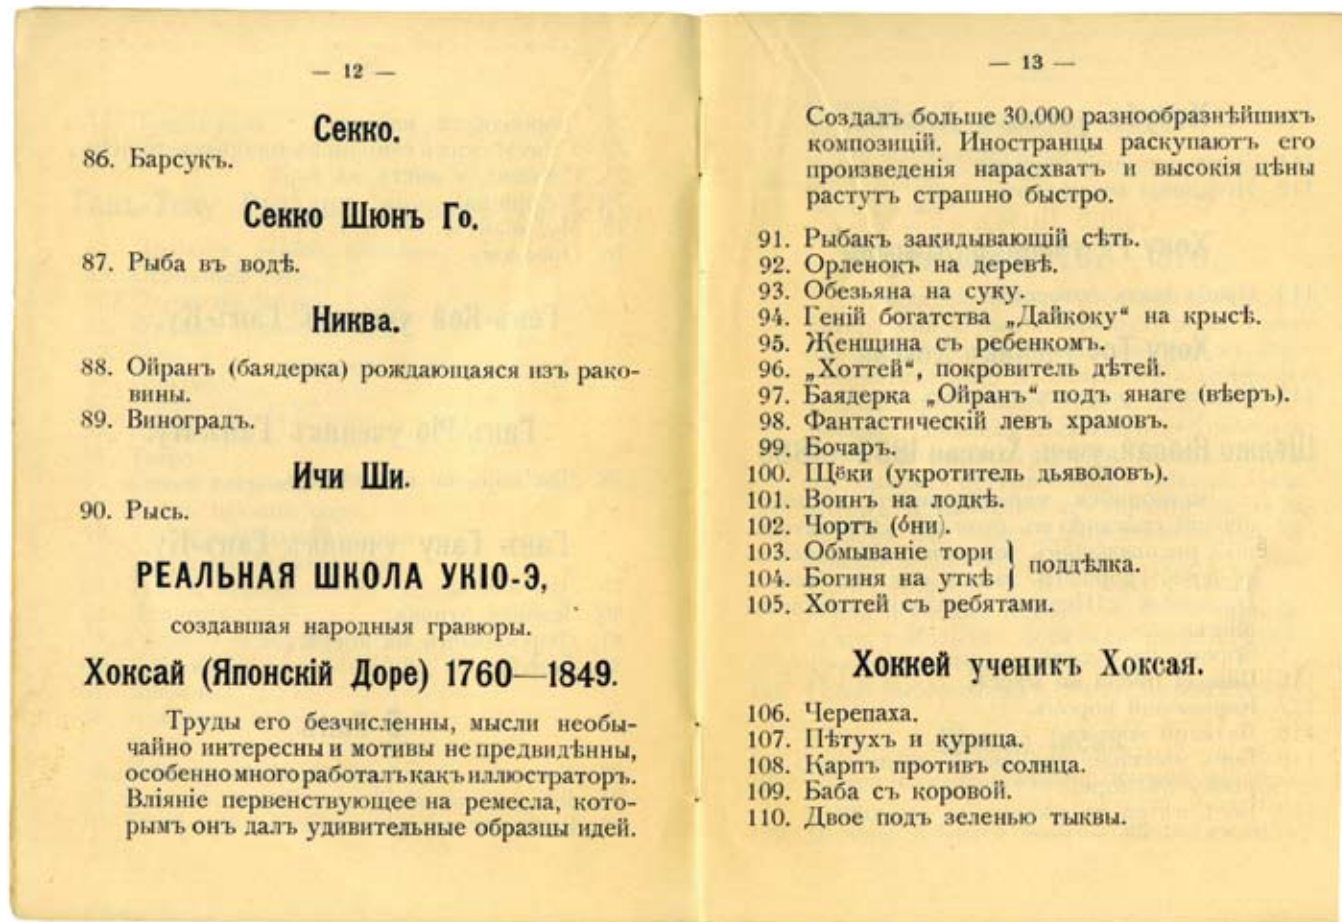 — 12 —
Секко.
86. Барсукъ.
Секко Шюнъ Го.
87. Рыба въ водѣ.
Никва.
88. Ойранъ (баядерка) рождающаяся изъ рако-
вины.
89. Виноградъ.
Ичи Ши.
90. Рысь.
РЕАЛЬНАЯ ШКОЛА УКІО-Э,
создавшая народныя гравюры.
Хоксай (Японскій Доре) 1760—1849.
Труды его безчисленны, мысли необы-
чайно интересны и мотивы не предвидѣнны,
особенно много работалъ какъ иллюстраторъ.
Вліяніе первенствующее на ремесла, кото-
рымъ онъ далъ удивительные образцы идей.
— 13 —
Создалъ больше 30.000 разнообразнѣйшихъ
композицій. Иностранцы раскупаютъ его
произведенія нарасхватъ и высокія цѣны
растутъ страшно быстро.
91. Рыбакъ закидывающій сѣть.
92. Орленокъ на деревѣ.
93. Обезьяна на суку.
94. Геній богатства „Дайкоку“ на крысѣ.
95. Женщина съ ребенкомъ.
96. „Хоттей“, покровитель дѣтей.
97. Баядерка „Ойранъ“ подъ янаге (вѣеръ).
98. Фантастическій левъ храмовъ.
99. Бочаръ.
100. Щёки (укротитель дьяволовъ).
101. Воинъ на лодкѣ.
102. Чортъ (о́ни).
103. Обмываніе тори } поддѣлка.
104. Богиня на уткѣ
105. Хоттей съ ребятами.
Хоккей ученикъ Хоксая.
106. Черепаха.
107. Пѣтухъ и курица.
108. Карпъ противъ солнца.
109. Баба съ коровой.
110. Двое подъ зеленью тыквы.